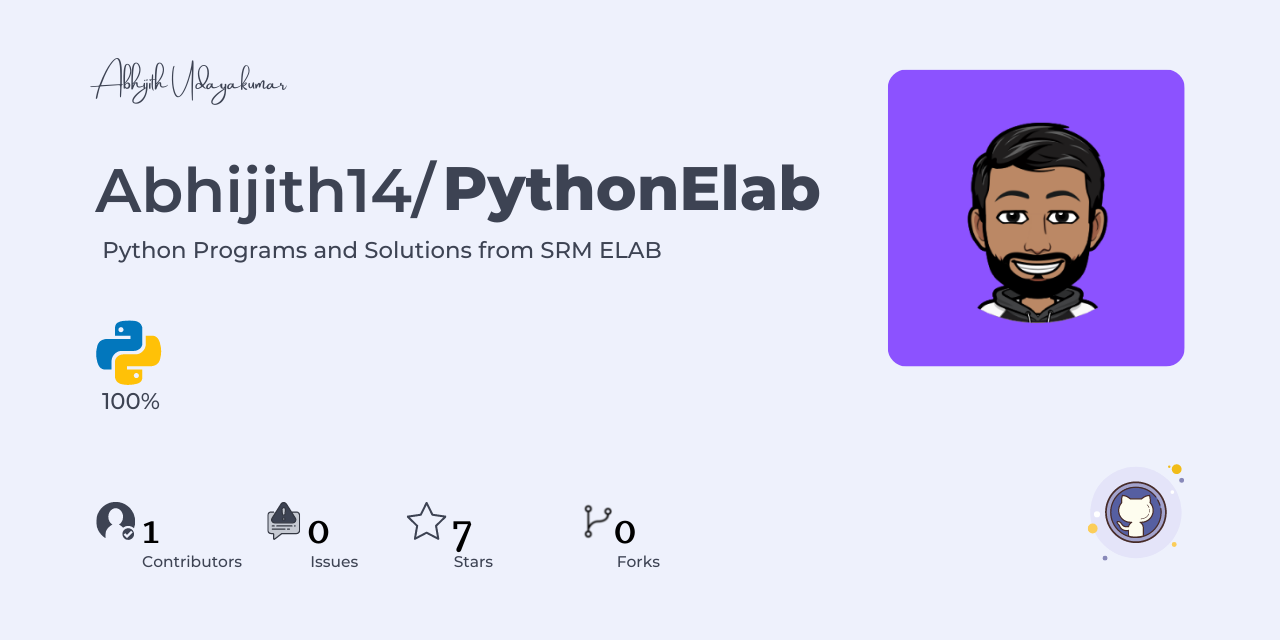 Abhijith Udayakumar
Abhijith14/PythonElab
Python Programs and Solutions from SRM ELAB
100%
1 0 7 0
Contributors Issues Stars Forks